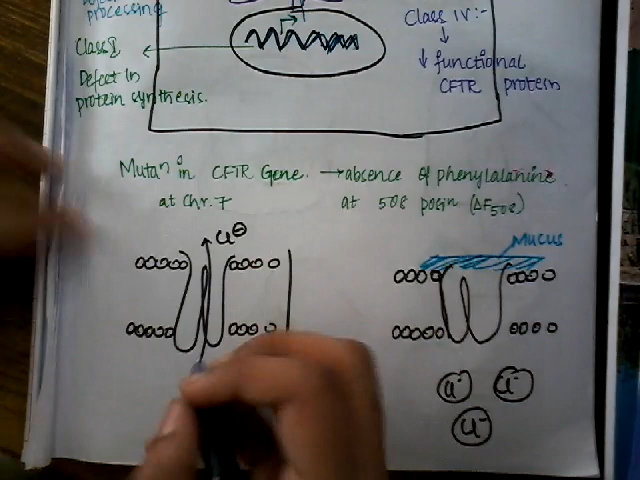 processing
Class I
Defect in
protein synthesis.
Class IV:-
↓
↓ functional
CFTR protein
Mutan in CFTR Gene. → absence of phenylalanine
at Chr. 7
at 508 posin (ΔF508)
Cl⊖
Mucus
Cl⁻
Cl⁻
Cl⁻